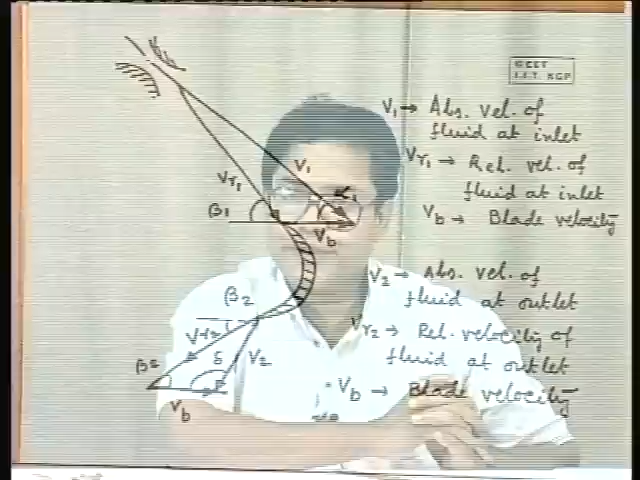 © CET
I.I.T. KGP
V1 → Abs. vel. of
fluid at inlet
Vr1 → Rel. vel. of
fluid at inlet
Vb → Blade velocity
V2 → Abs. vel. of
fluid at outlet
Vr2 → Rel. velocity of
fluid at outlet
Vb → Blade velocity
V1
α1
Vr1
β1
Vb
β2
Vr2
δ
V2
β2
Vb